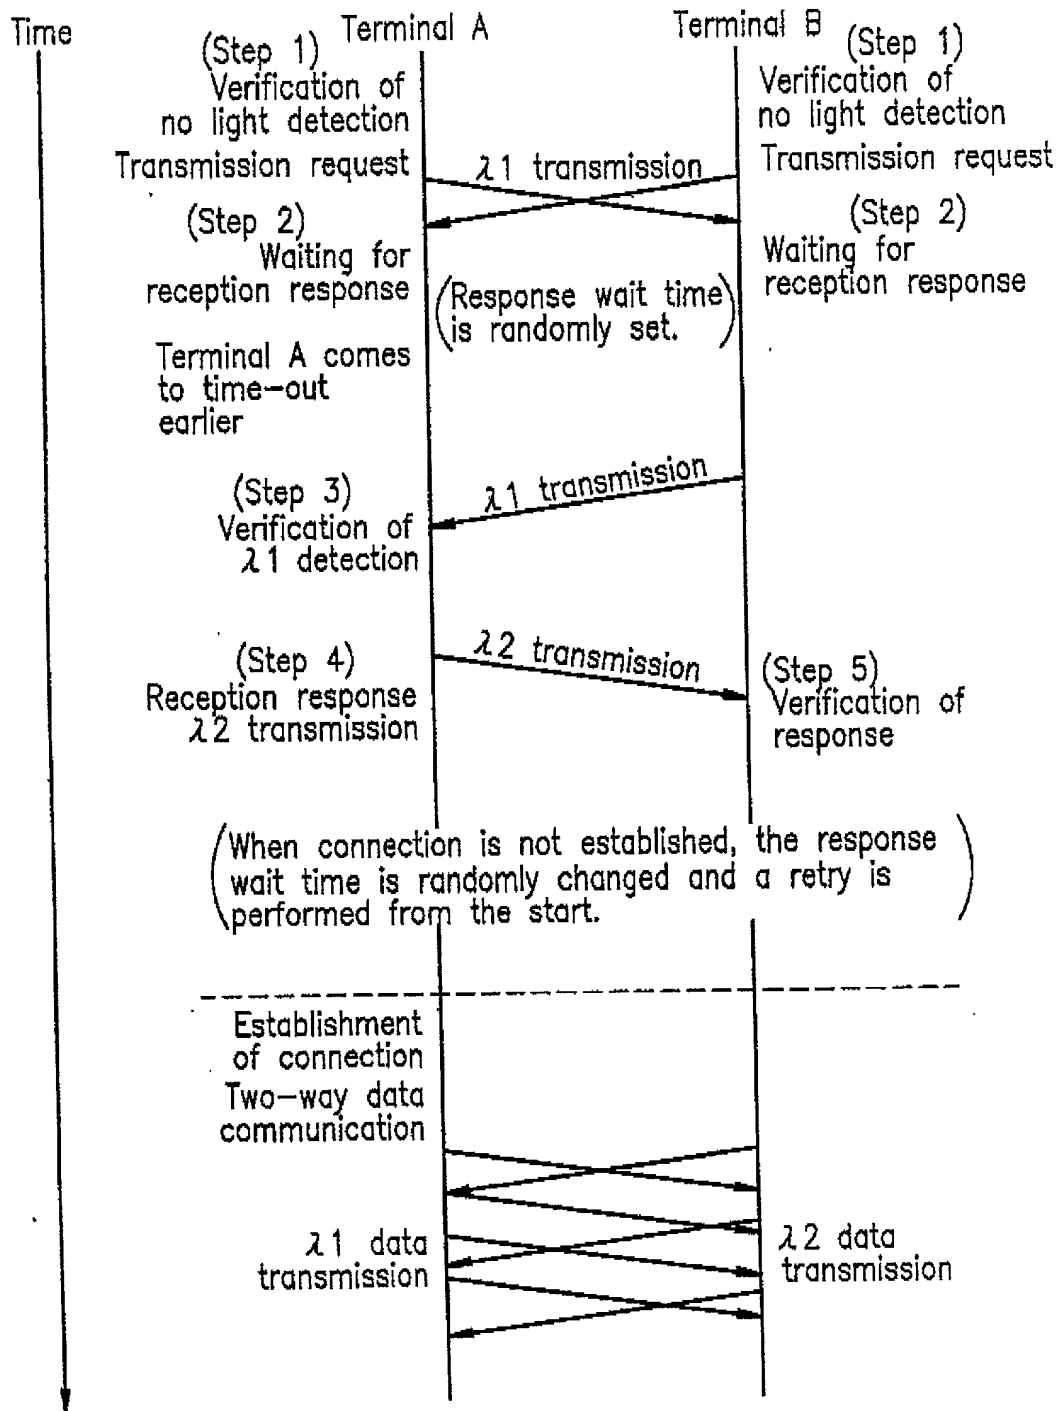 Time
Terminal A
Terminal B
(Step 1)
Verification of
no light detection
Transmission request
(Step 1)
Verification of
no light detection
Transmission request
λ1 transmission
(Step 2)
Waiting for
reception response
(Step 2)
Waiting for
reception response
(Response wait time
is randomly set.)
Terminal A comes
to time-out
earlier
λ1 transmission
(Step 3)
Verification of
λ1 detection
λ2 transmission
(Step 4)
Reception response
λ2 transmission
(Step 5)
Verification of
response
(When connection is not established, the response
wait time is randomly changed and a retry is
performed from the start.)
Establishment
of connection
Two-way data
communication
λ1 data
transmission
λ2 data
transmission